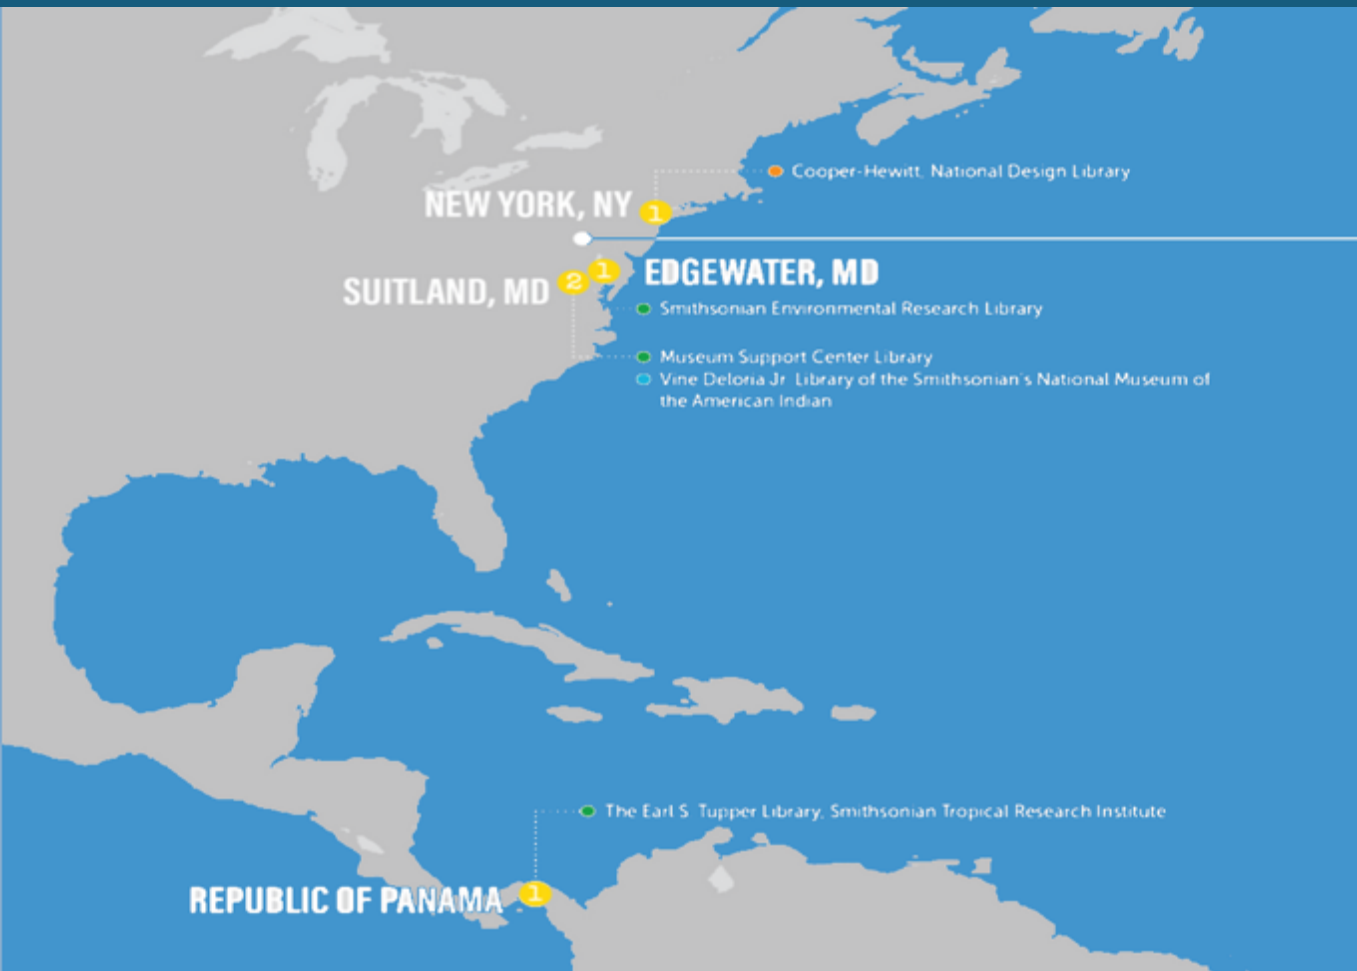 Cooper-Hewitt, National Design Library
NEW YORK, NY
1
EDGEWATER, MD
1
SUITLAND, MD
2
Smithsonian Environmental Research Library
Museum Support Center Library
Vine Deloria Jr. Library of the Smithsonian's National Museum of
the American Indian
The Earl S. Tupper Library, Smithsonian Tropical Research Institute
REPUBLIC OF PANAMA
1